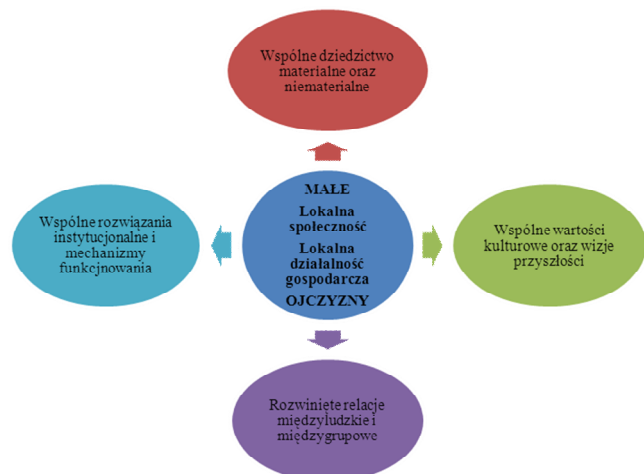 Wspólne dziedzictwo
materialne oraz
niematerialne
Wspólne rozwiązania
instytucjonalne i
mechanizmy
funkcjnowania
MAŁE
Lokalna
społeczność
Lokalna
działalność
gospodarcza
OJCZYZNY
Wspólne wartości
kulturowe oraz wizje
przyszłości
Rozwinięte relacje
międzyludzkie i
międzygrupowe